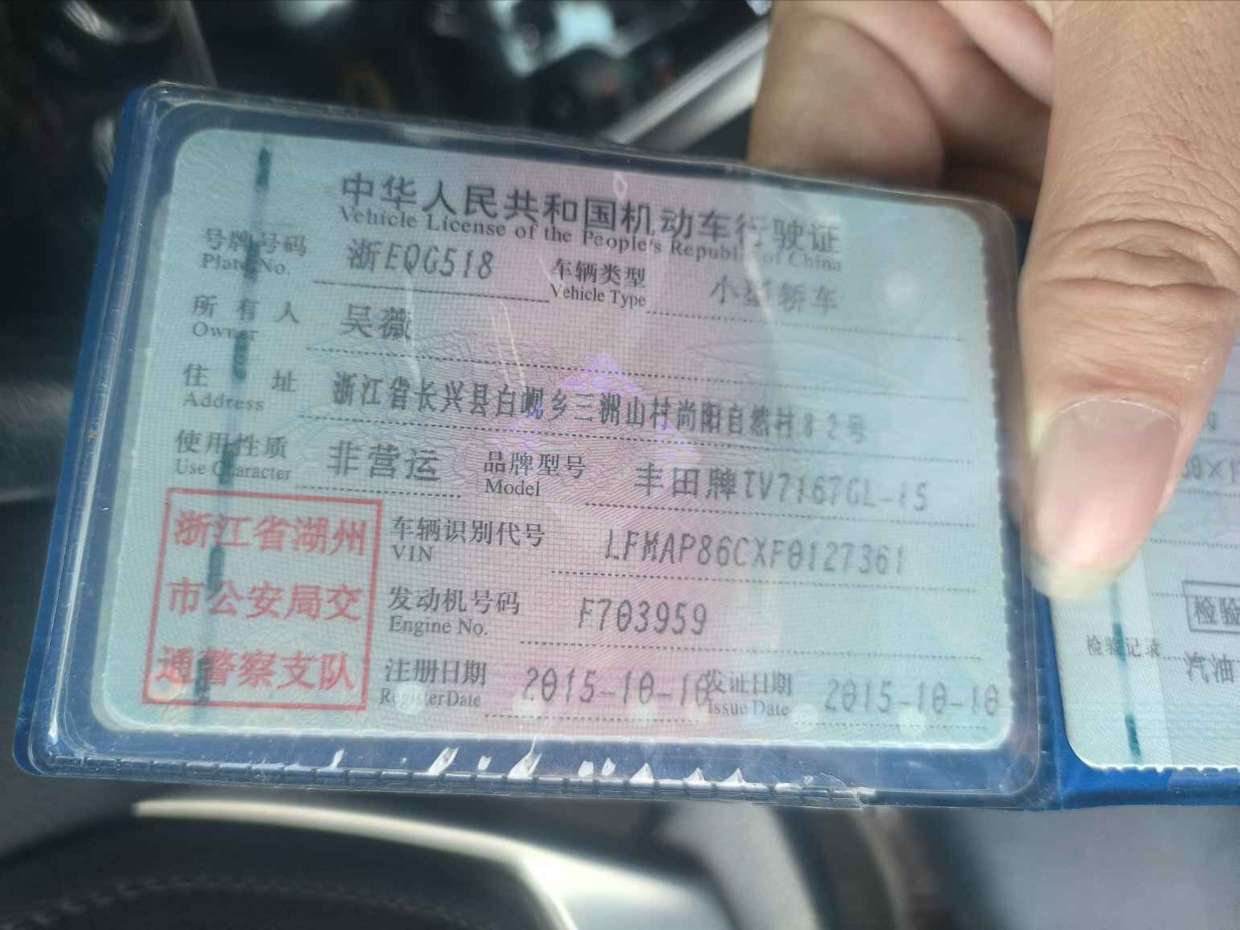 中华人民共和国机动车行驶证
Vehicle License of the People's Republic of China
号牌号码 浙EQG518 车辆类型 小型轿车
Plate No. Vehicle Type
所有人 吴薇
Owner
住址 浙江省长兴县白岘乡三洲山村尚阳自然村82号
Address
使用性质 非营运 品牌型号 丰田牌TV7167GL-i5
Use Character Model
浙江省湖州
市公安局交
通警察支队
车辆识别代号 LFMAP86CXF0127361
VIN
发动机号码 F703959
Engine No.
注册日期 2015-10-10 发证日期 2015-10-10
Register Date Issue Date
检验记录
检验
汽油